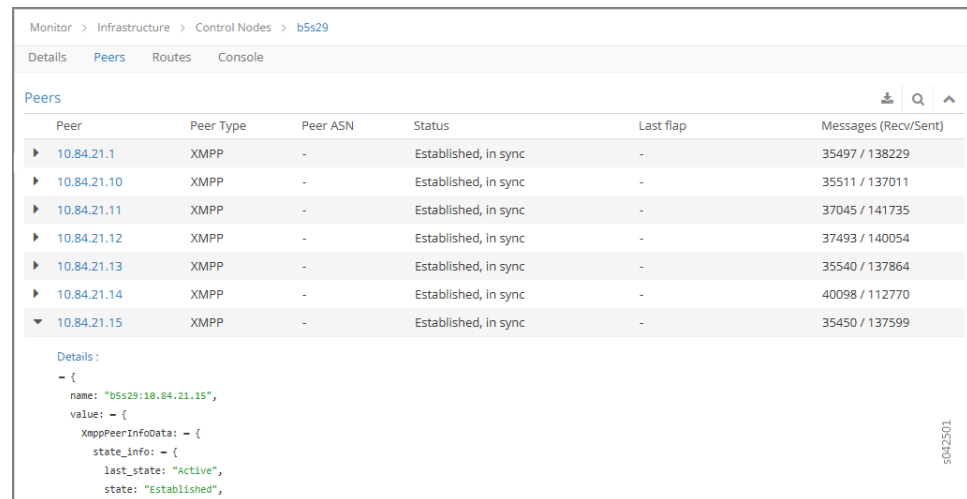 Monitor > Infrastructure > Control Nodes > b5s29
Details Peers Routes Console
Peers
Peer Peer Type Peer ASN Status Last flap Messages (Recv/Sent)
10.84.21.1 XMPP - Established, in sync - 35497 / 138229
10.84.21.10 XMPP - Established, in sync - 35511 / 137011
10.84.21.11 XMPP - Established, in sync - 37045 / 141735
10.84.21.12 XMPP - Established, in sync - 37493 / 140054
10.84.21.13 XMPP - Established, in sync - 35540 / 137864
10.84.21.14 XMPP - Established, in sync - 40098 / 112770
10.84.21.15 XMPP - Established, in sync - 35450 / 137599
Details :
- {
name: "b5s29:10.84.21.15",
value: - {
XmppPeerInfoData: - {
state_info: - {
last_state: "Active",
state: "Established",
s042501